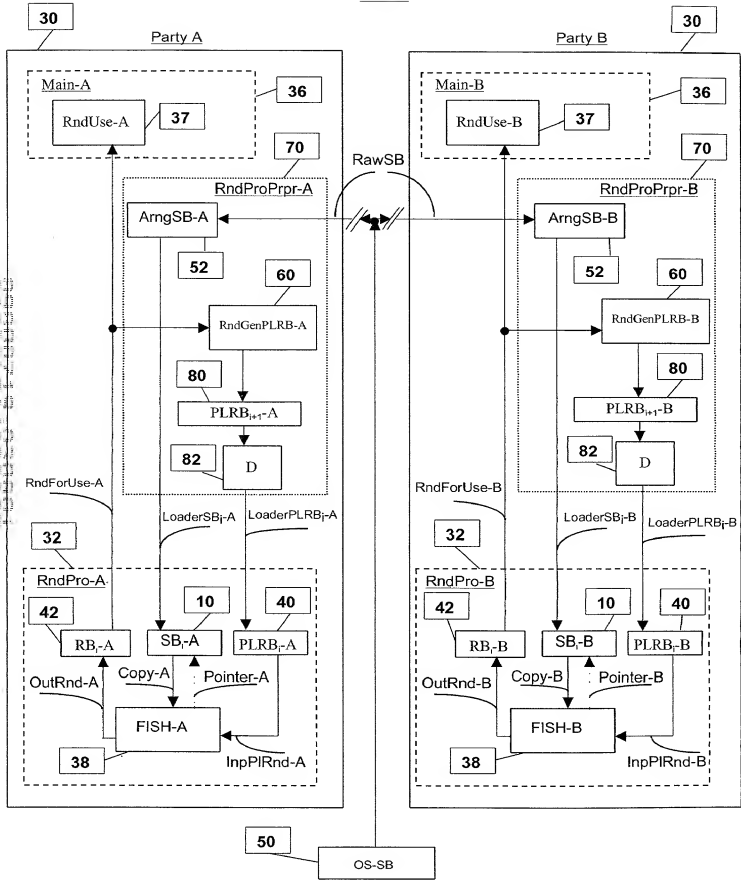 30
Party A
Main-A
36
RndUse-A
37
70
RndProPrpr-A
ArngSB-A
52
60
RndGenPLRB-A
80
PLRBi+1-A
82
D
RndForUse-A
LoaderSBi-A
LoaderPLRBi-A
32
RndPro-A
42
10
40
RBi-A
SBi-A
PLRBi-A
Copy-A
Pointer-A
OutRnd-A
FISH-A
38
InpPlRnd-A
RawSB
50
OS-SB
Party B
30
Main-B
36
RndUse-B
37
70
RndProPrpr-B
ArngSB-B
52
60
RndGenPLRB-B
80
PLRBi+1-B
82
D
RndForUse-B
LoaderSBi-B
LoaderPLRBi-B
32
RndPro-B
42
10
40
RBi-B
SBi-B
PLRBi-B
Copy-B
Pointer-B
OutRnd-B
FISH-B
38
InpPlRnd-B